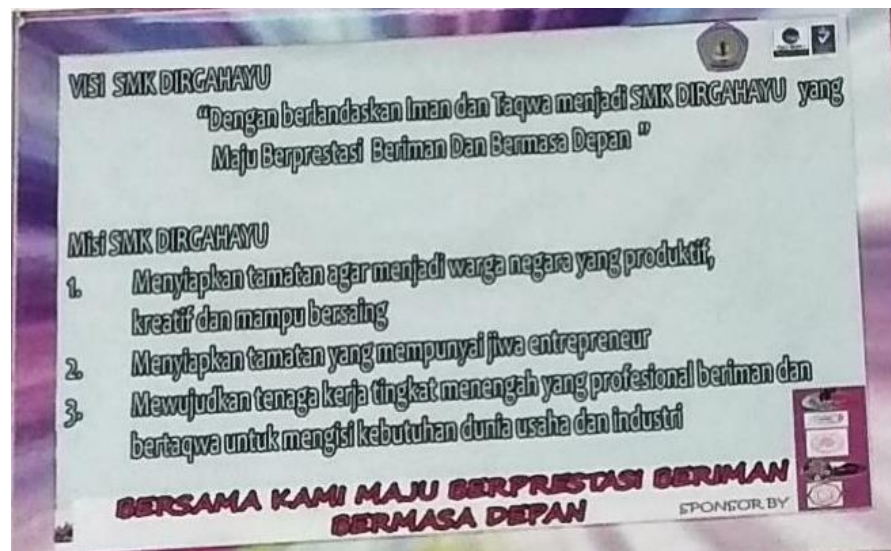 VISI SMK DIRGAHAYU
“Dengan berlandaskan Iman dan Taqwa menjadi SMK DIRGAHAYU yang
Maju Berprestasi Beriman Dan Bermasa Depan ”
Misi SMK DIRGAHAYU
1. Menyiapkan tamatan agar menjadi warga negara yang produktif,
kreatif dan mampu bersaing
2. Menyiapkan tamatan yang mempunyai jiwa entrepreneur
3. Mewujudkan tenaga kerja tingkat menengah yang profesional beriman dan
bertaqwa untuk mengisi kebutuhan dunia usaha dan industri
BERSAMA KAMI MAJU BERPRESTASI BERIMAN
BERMASA DEPAN
SPONSOR BY